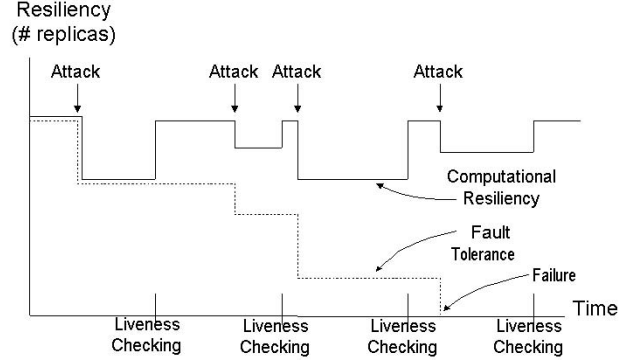 Resiliency
(# replicas)
Attack
Attack
Attack
Attack
Computational
Resiliency
Fault
Tolerance
Failure
Time
Liveness
Checking
Liveness
Checking
Liveness
Checking
Liveness
Checking